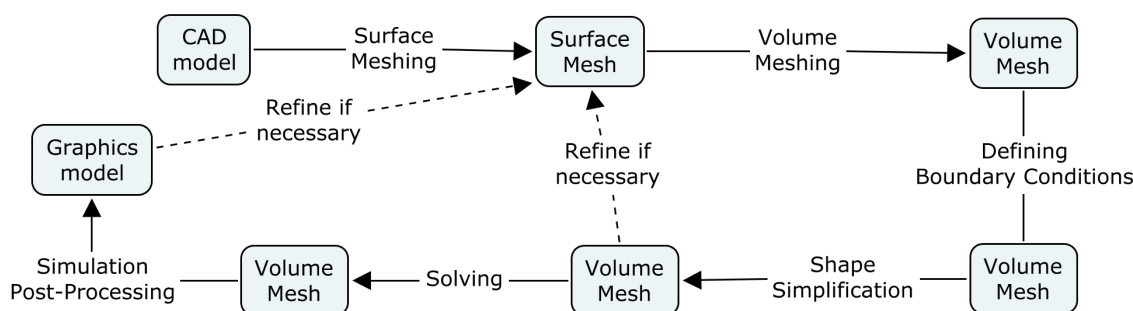 CAD
model
Surface
Meshing
Surface
Mesh
Volume
Meshing
Volume
Mesh
Refine if
necessary
Graphics
model
Refine if
necessary
Defining
Boundary Conditions
Simulation
Post-Processing
Volume
Mesh
Solving
Volume
Mesh
Shape
Simplification
Volume
Mesh